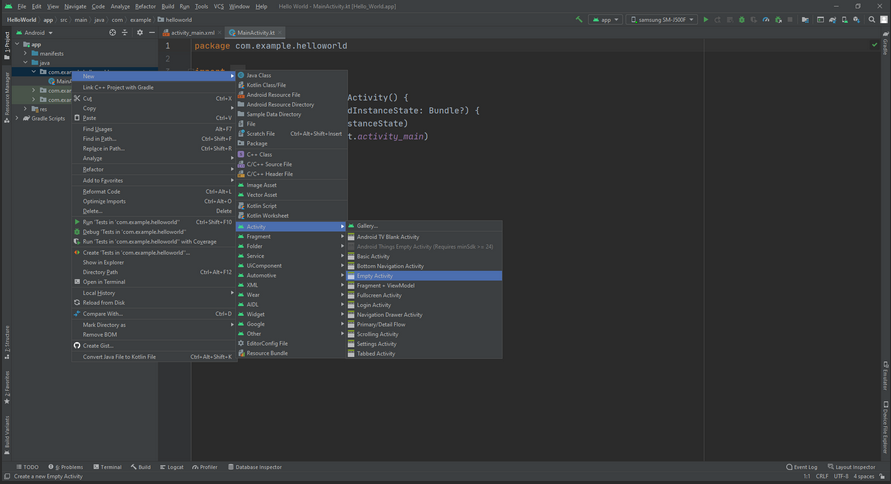 File Edit View Navigate Code Analyze Refactor Build Run Tools VCS Window Help Hello World - MainActivity.kt [Hello_World.app]
HelloWorld app src main java com example helloworld
app samsung SM-J500F
Android
activity_main.xml MainActivity.kt
1: Project
Resource Manager
Gradle
app
manifests
java
com.exam
MainA
com.e
com.e
res
Gradle Scripts
1 package com.example.helloworld
2
import
Activity() {
dInstanceState: Bundle?) {
stanceState)
t.activity_main)
New
Link C++ Project with Gradle
Cut Ctrl+X
Copy
Paste Ctrl+V
Find Usages Alt+F7
Find in Path... Ctrl+Shift+F
Replace in Path... Ctrl+Shift+R
Analyze
Refactor
Add to Favorites
Reformat Code Ctrl+Alt+L
Optimize Imports Ctrl+Alt+O
Delete... Delete
Run 'Tests in 'com.example.helloworld'' Ctrl+Shift+F10
Debug 'Tests in 'com.example.helloworld''
Run 'Tests in 'com.example.helloworld'' with Coverage
Create 'Tests in 'com.example.helloworld''...
Show in Explorer
Directory Path Ctrl+Alt+F12
Open in Terminal
Local History
Reload from Disk
Compare With... Ctrl+D
Mark Directory as
Remove BOM
Create Gist...
Convert Java File to Kotlin File Ctrl+Alt+Shift+K
Java Class
Kotlin Class/File
Android Resource File
Android Resource Directory
Sample Data Directory
File
Scratch File Ctrl+Alt+Shift+Insert
Package
C++ Class
C/C++ Source File
C/C++ Header File
Image Asset
Vector Asset
Kotlin Script
Kotlin Worksheet
Activity
Fragment
Folder
Service
UiComponent
Automotive
XML
Wear
AIDL
Widget
Google
Other
EditorConfig File
Resource Bundle
Gallery...
Android TV Blank Activity
Android Things Empty Activity (Requires minSdk >= 24)
Basic Activity
Bottom Navigation Activity
Empty Activity
Fragment + ViewModel
Fullscreen Activity
Login Activity
Navigation Drawer Activity
Primary/Detail Flow
Scrolling Activity
Settings Activity
Tabbed Activity
Z: Structure
2: Favorites
Build Variants
Emulator
Device File Explorer
TODO 6: Problems Terminal Build Logcat Profiler Database Inspector Event Log Layout Inspector
Create a new Empty Activity 1:1 CRLF UTF-8 4 spaces